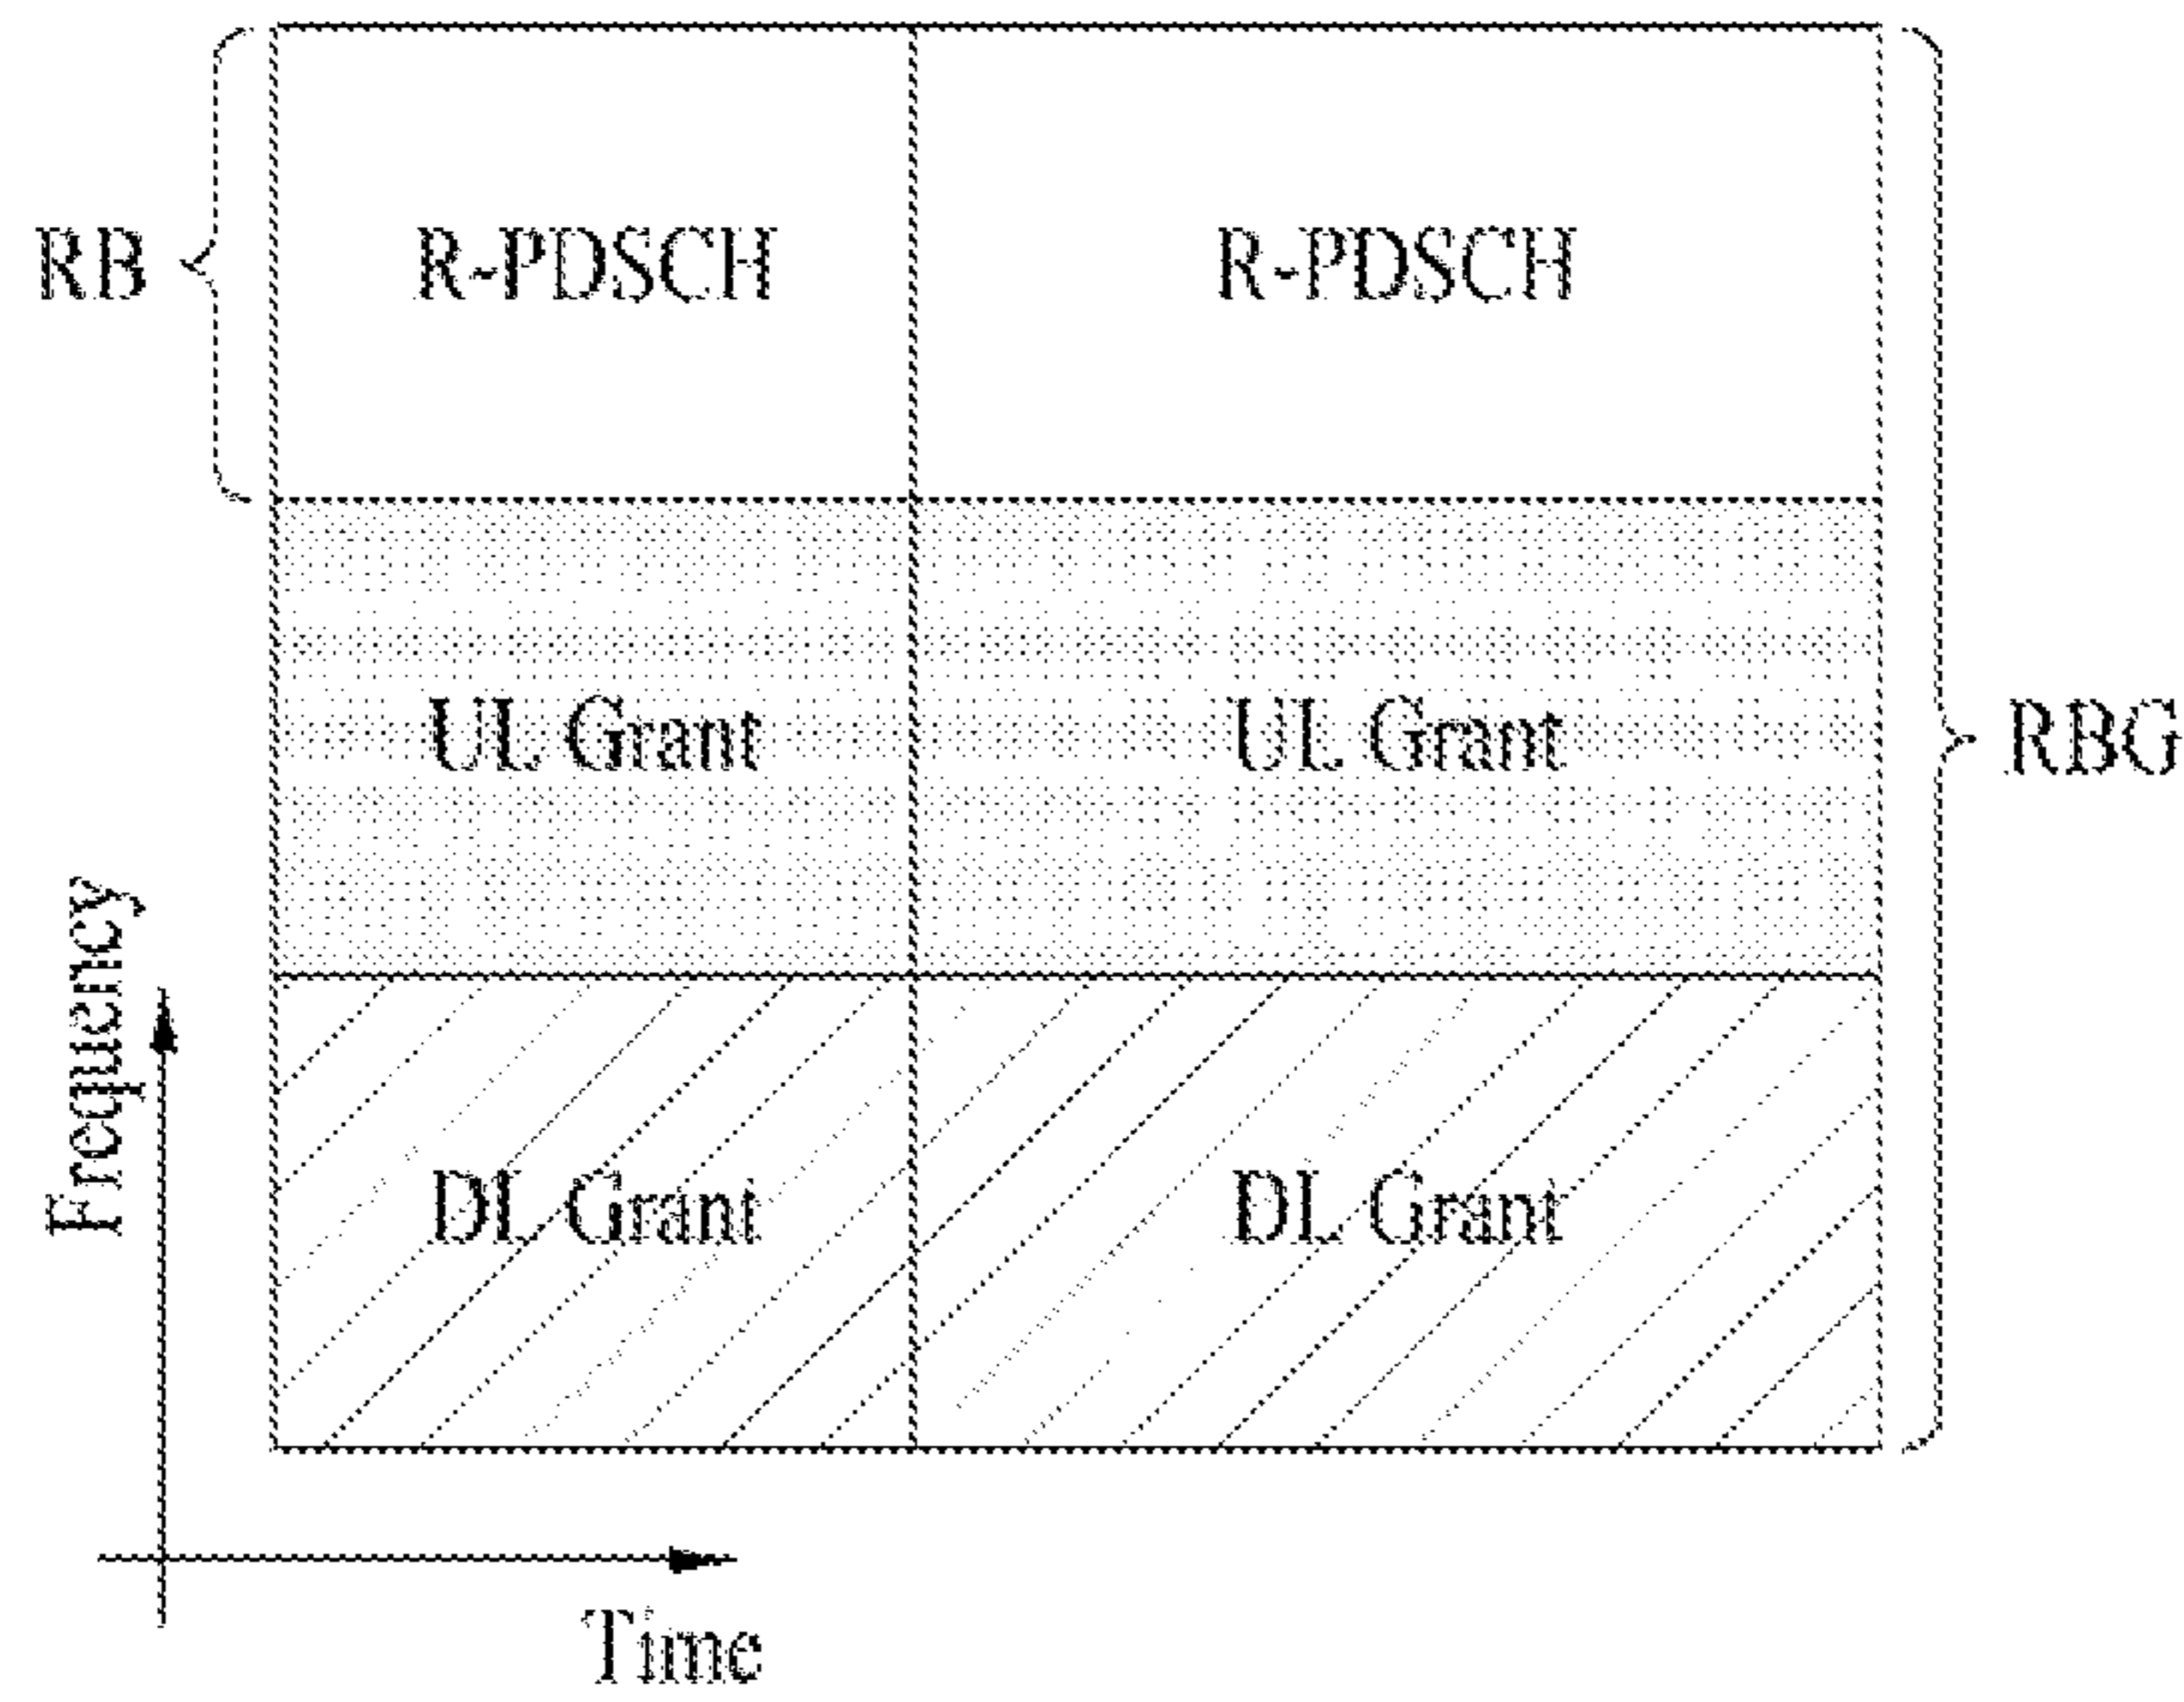 RB
R-PDSCH
R-PDSCH
UL Grant
UL Grant
RBG
DL Grant
DL Grant
Frequency
Time